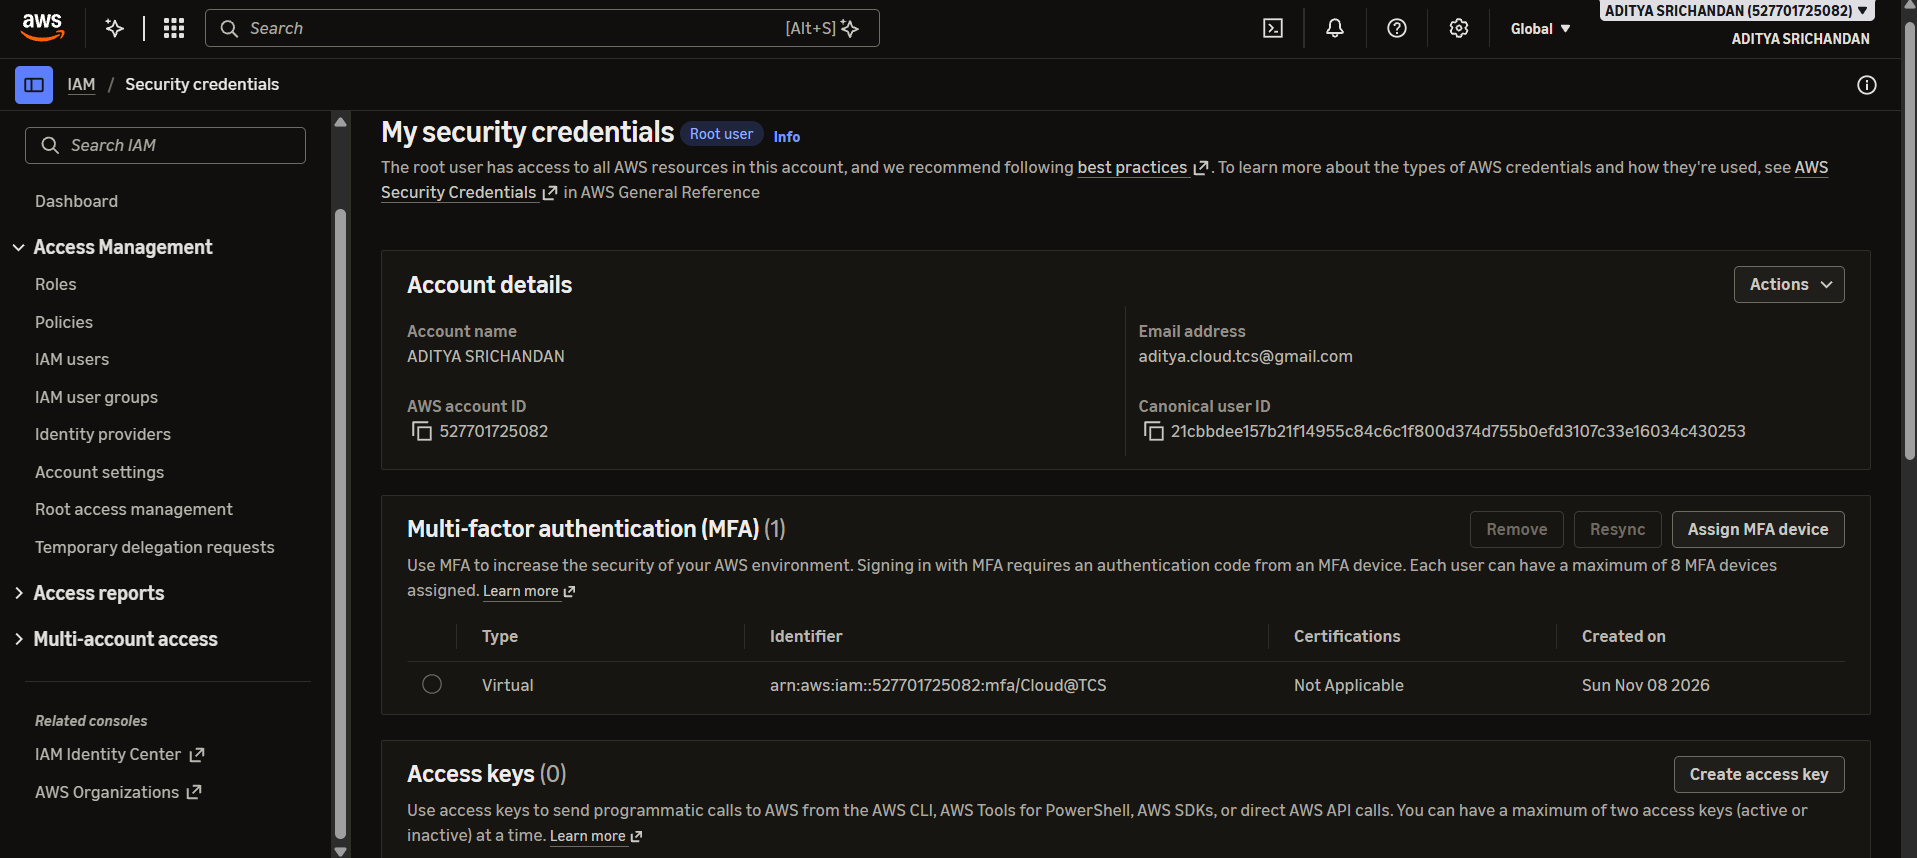 aws
Search
[Alt+S]
Global
ADITYA SRICHANDAN (527701725082)
ADITYA SRICHANDAN
IAM / Security credentials
Search IAM
Dashboard
Access Management
Roles
Policies
IAM users
IAM user groups
Identity providers
Account settings
Root access management
Temporary delegation requests
Access reports
Multi-account access
Related consoles
IAM Identity Center
AWS Organizations
My security credentials Root user Info
The root user has access to all AWS resources in this account, and we recommend following best practices. To learn more about the types of AWS credentials and how they're used, see AWS
Security Credentials in AWS General Reference
Account details
Actions
Account name
ADITYA SRICHANDAN
Email address
aditya.cloud.tcs@gmail.com
AWS account ID
527701725082
Canonical user ID
21cbbdee157b21f14955c84c6c1f800d374d755b0efd3107c33e16034c430253
Multi-factor authentication (MFA) (1)
Remove Resync Assign MFA device
Use MFA to increase the security of your AWS environment. Signing in with MFA requires an authentication code from an MFA device. Each user can have a maximum of 8 MFA devices
assigned. Learn more
Type Identifier Certifications Created on
Virtual arn:aws:iam::527701725082:mfa/Cloud@TCS Not Applicable Sun Nov 08 2026
Access keys (0)
Create access key
Use access keys to send programmatic calls to AWS from the AWS CLI, AWS Tools for PowerShell, AWS SDKs, or direct AWS API calls. You can have a maximum of two access keys (active or
inactive) at a time. Learn more